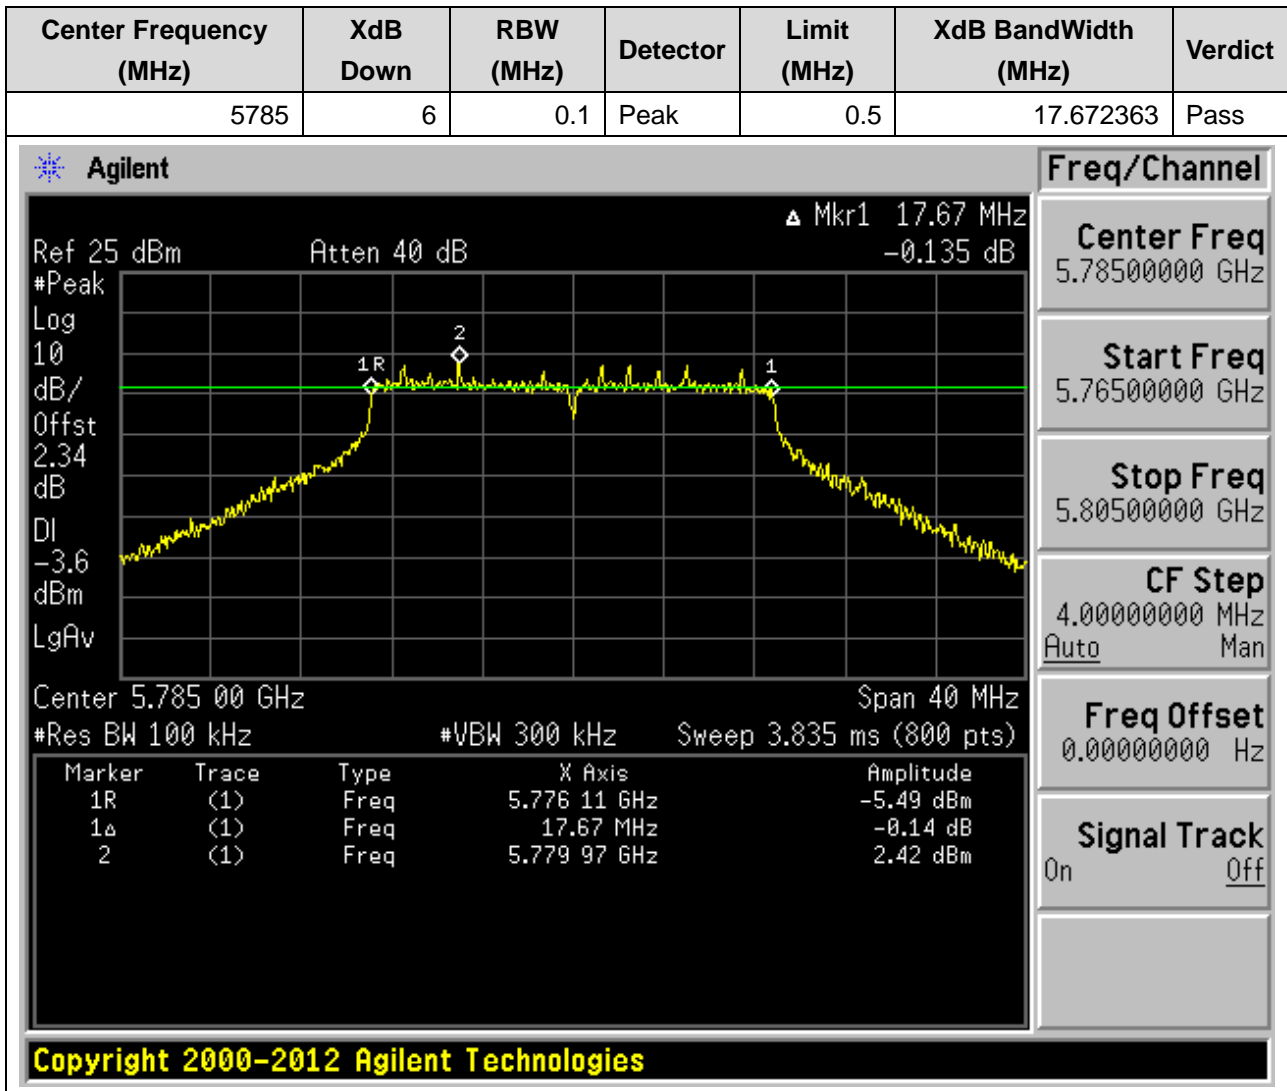 Center Frequency (MHz) XdB Down RBW (MHz) Detector Limit (MHz) XdB BandWidth (MHz) Verdict
5785 6 0.1 Peak 0.5 17.672363 Pass
Agilent
Δ Mkr1 17.67 MHz
Ref 25 dBm Atten 40 dB -0.135 dB
#Peak
Log
10
dB/
Offst
2.34
dB
DI
-3.6
dBm
LgAv
1R
2
1
Center 5.785 00 GHz Span 40 MHz
#Res BW 100 kHz #VBW 300 kHz Sweep 3.835 ms (800 pts)
Marker Trace Type X Axis Amplitude
1R (1) Freq 5.776 11 GHz -5.49 dBm
1Δ (1) Freq 17.67 MHz -0.14 dB
2 (1) Freq 5.779 97 GHz 2.42 dBm
Freq/Channel
Center Freq
5.78500000 GHz
Start Freq
5.76500000 GHz
Stop Freq
5.80500000 GHz
CF Step
4.00000000 MHz
Auto Man
Freq Offset
0.00000000 Hz
Signal Track
On Off
Copyright 2000-2012 Agilent Technologies